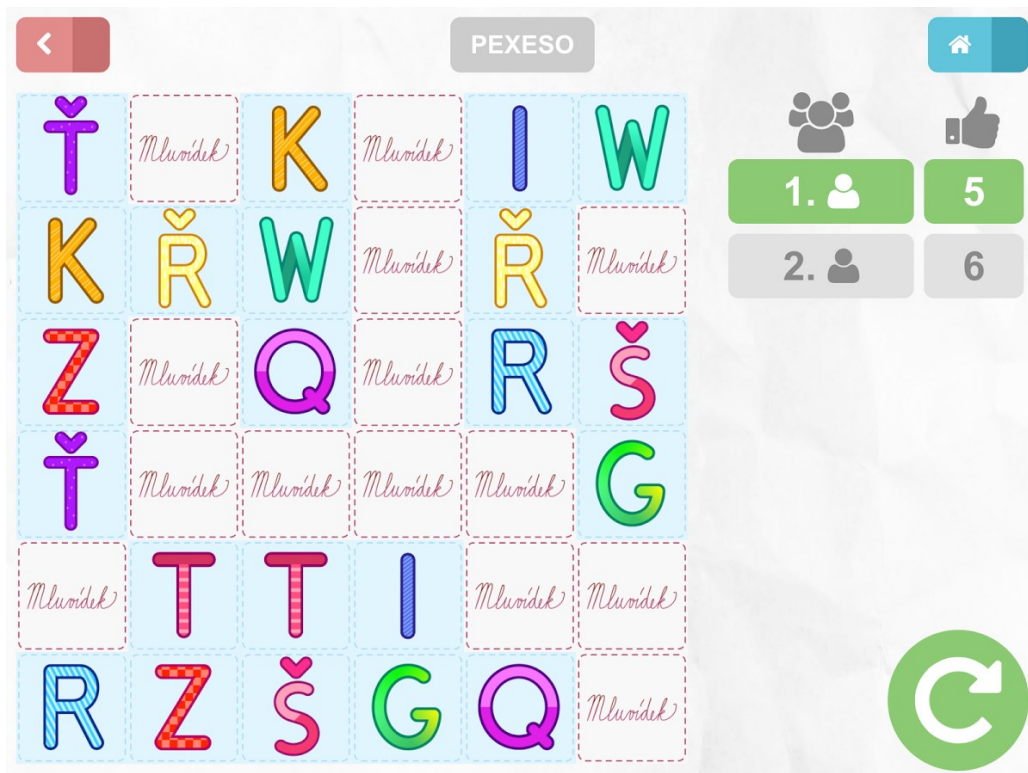 PEXESO
Ť Mluvídek K Mluvídek I W
1. 5
K Ř W Mluvídek Ř Mluvídek
2. 6
Z Mluvídek Q Mluvídek R Š
Ť Mluvídek Mluvídek Mluvídek Mluvídek G
Mluvídek T T I Mluvídek Mluvídek
R Z Š G Q Mluvídek